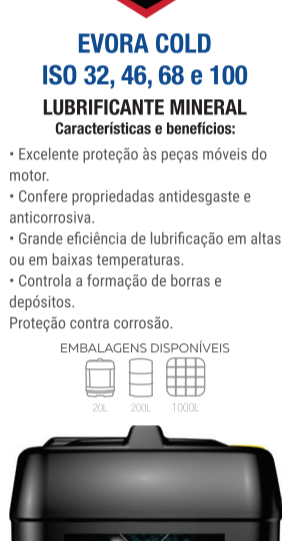 EVORA COLD
ISO 32, 46, 68 e 100
LUBRIFICANTE MINERAL
Características e benefícios:
• Excelente proteção às peças móveis do
motor.
• Confere propriedadas antidesgaste e
anticorrosiva.
• Grande eficiência de lubrificação em altas
ou em baixas temperaturas.
• Controla a formação de borras e
depósitos.
Proteção contra corrosão.
EMBALAGENS DISPONÍVEIS
20L 200L 1000L